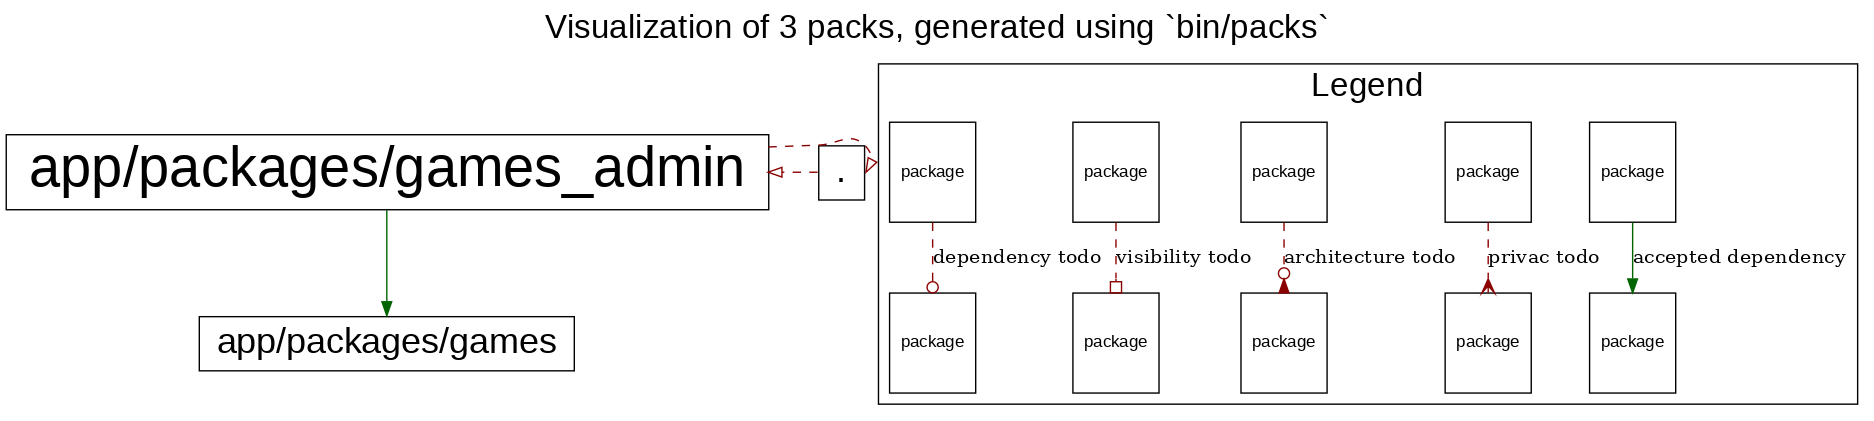 Visualization of 3 packs, generated using `bin/packs`
Legend
app/packages/games_admin
.
app/packages/games
package
package
package
package
package
dependency todo
visibility todo
architecture todo
privac todo
accepted dependency
package
package
package
package
package